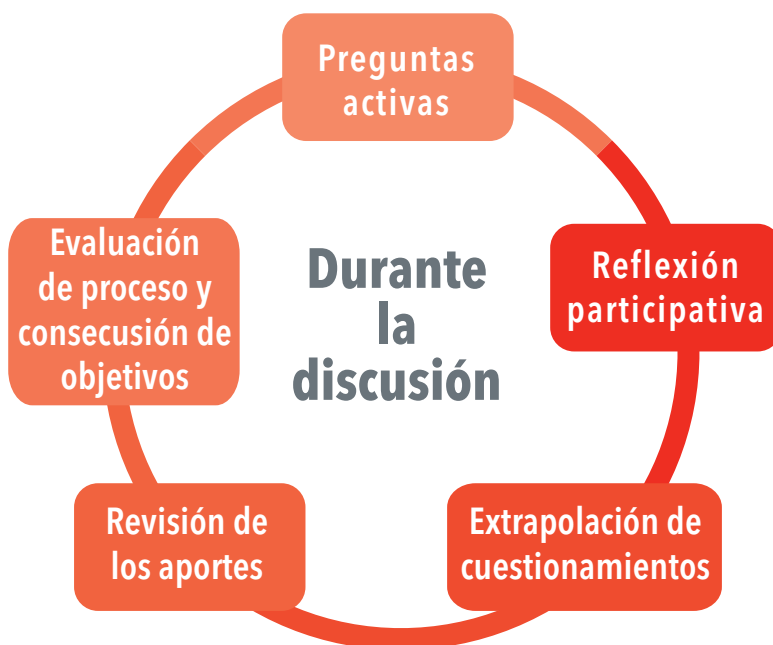 Preguntas
activas
Reflexión
participativa
Extrapolación de
cuestionamientos
Revisión de
los aportes
Evaluación
de proceso y
consecusión de
objetivos
Durante
la
discusión